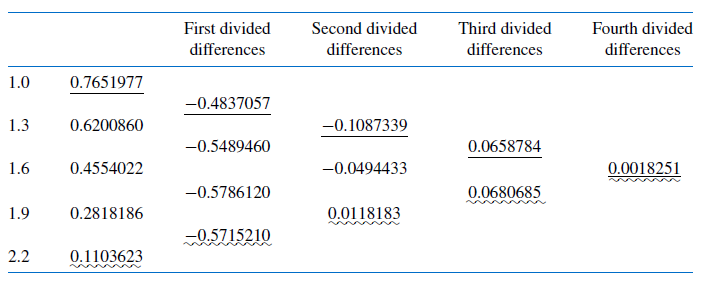 First divided Second divided Third divided Fourth divided
differences differences differences differences
1.0 0.7651977
−0.4837057
1.3 0.6200860 −0.1087339
−0.5489460 0.0658784
1.6 0.4554022 −0.0494433 0.0018251
−0.5786120 0.0680685
1.9 0.2818186 0.0118183
−0.5715210
2.2 0.1103623